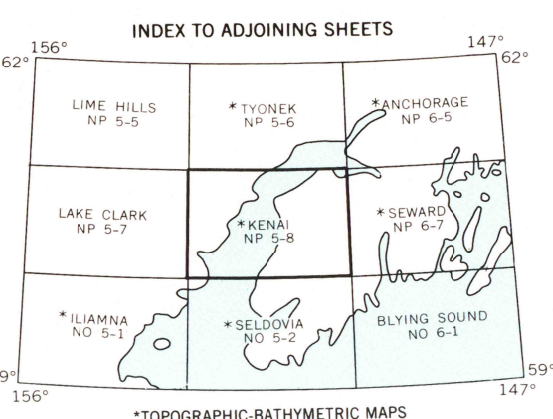 INDEX TO ADJOINING SHEETS
156° 147°
62° 62°
LIME HILLS
NP 5-5
*TYONEK
NP 5-6
*ANCHORAGE
NP 6-5
LAKE CLARK
NP 5-7
*KENAI
NP 5-8
*SEWARD
NP 6-7
*ILIAMNA
NO 5-1
*SELDOVIA
NO 5-2
BLYING SOUND
NO 6-1
9° 59°
156° 147°
*TOPOGRAPHIC-BATHYMETRIC MAPS